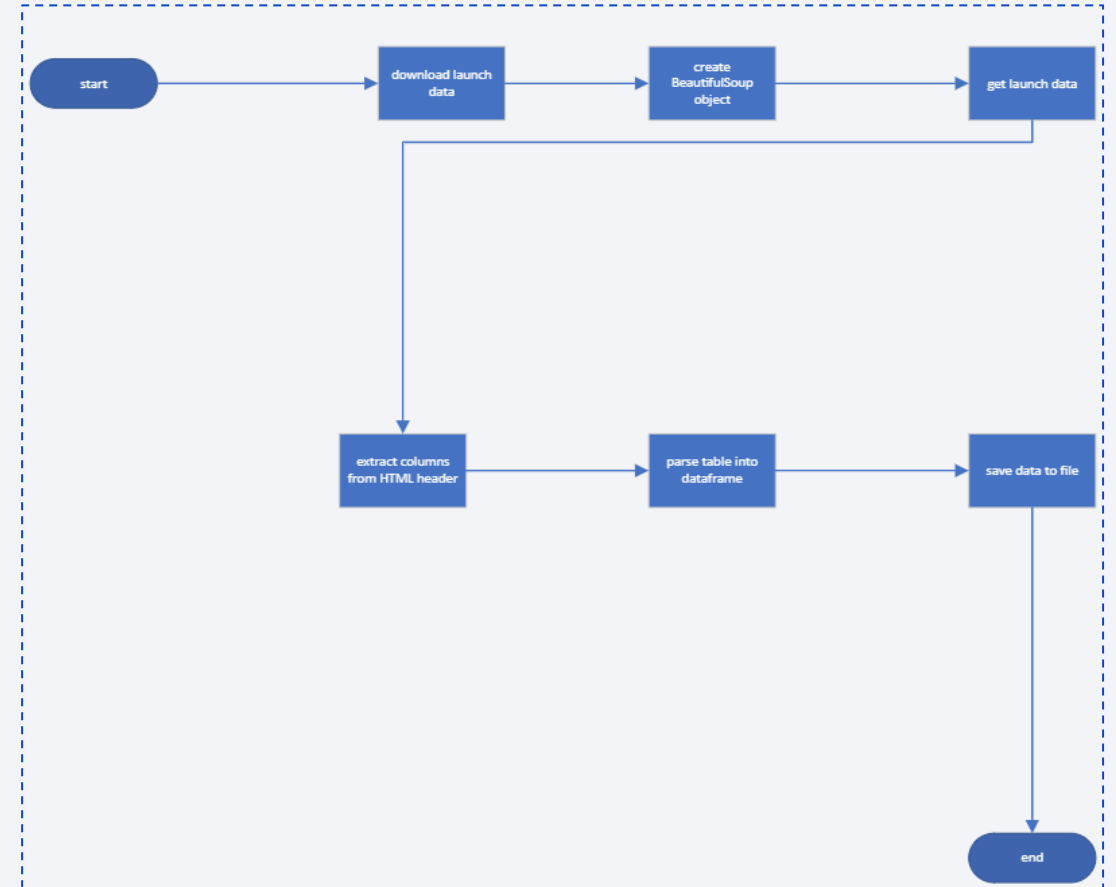 start
download launch
data
create
BeautifulSoup
object
get launch data
extract columns
from HTML header
parse table into
dataframe
save data to file
end